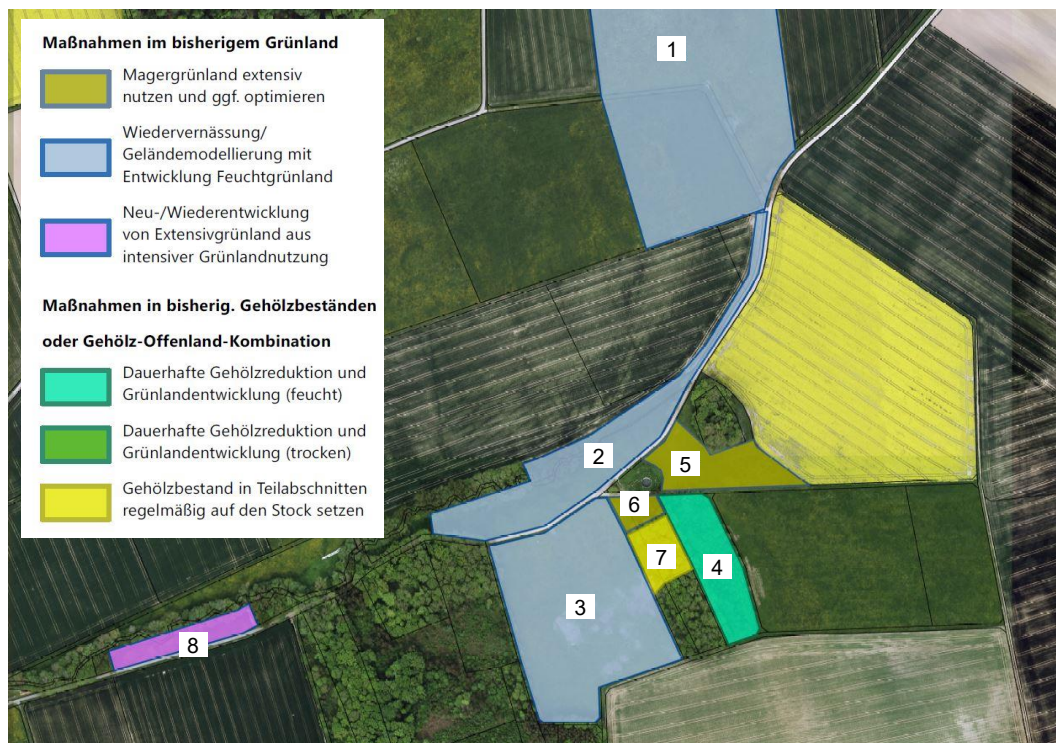 Maßnahmen im bisherigem Grünland
Magergrünland extensiv
nutzen und ggf. optimieren
Wiedervernässung/
Geländemodellierung mit
Entwicklung Feuchtgrünland
Neu-/Wiederentwicklung
von Extensivgrünland aus
intensiver Grünlandnutzung
Maßnahmen in bisherig. Gehölzbeständen
oder Gehölz-Offenland-Kombination
Dauerhafte Gehölzreduktion und
Grünlandentwicklung (feucht)
Dauerhafte Gehölzreduktion und
Grünlandentwicklung (trocken)
Gehölzbestand in Teilabschnitten
regelmäßig auf den Stock setzen
1
2
5
6
7
4
3
8